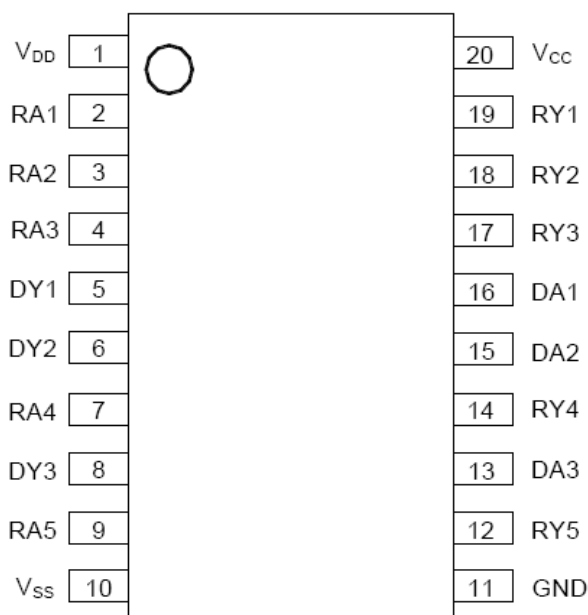 VDD 1 20 VCC
RA1 2 19 RY1
RA2 3 18 RY2
RA3 4 17 RY3
DY1 5 16 DA1
DY2 6 15 DA2
RA4 7 14 RY4
DY3 8 13 DA3
RA5 9 12 RY5
VSS 10 11 GND